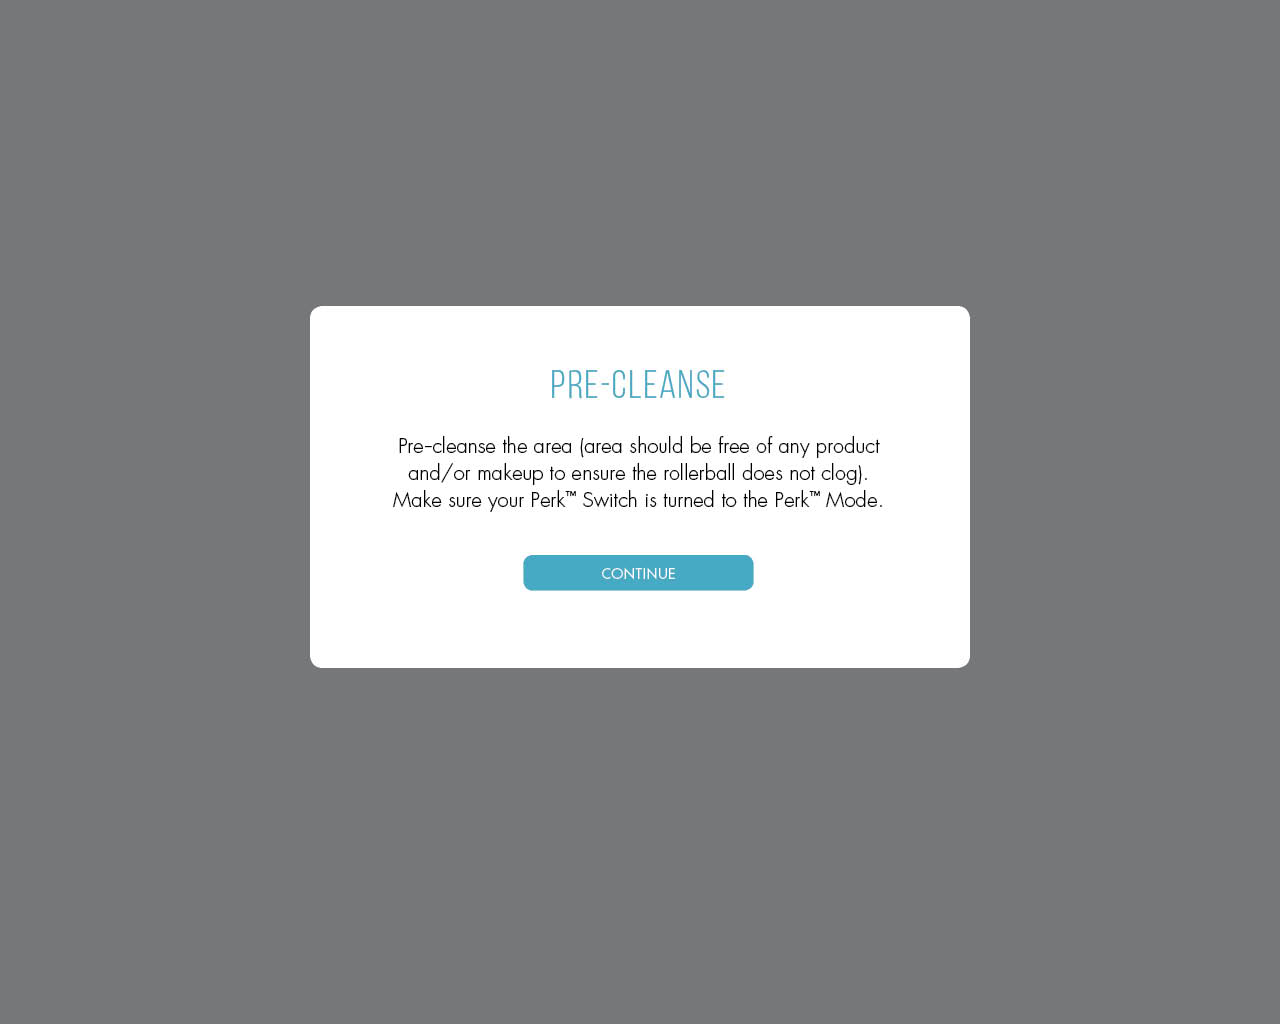 PRE-CLEANSE
Pre-cleanse the area (area should be free of any product
and/or makeup to ensure the rollerball does not clog).
Make sure your Perk™ Switch is turned to the Perk™ Mode.
CONTINUE